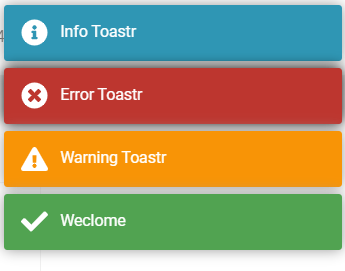 Info Toastr
Error Toastr
Warning Toastr
Weclome